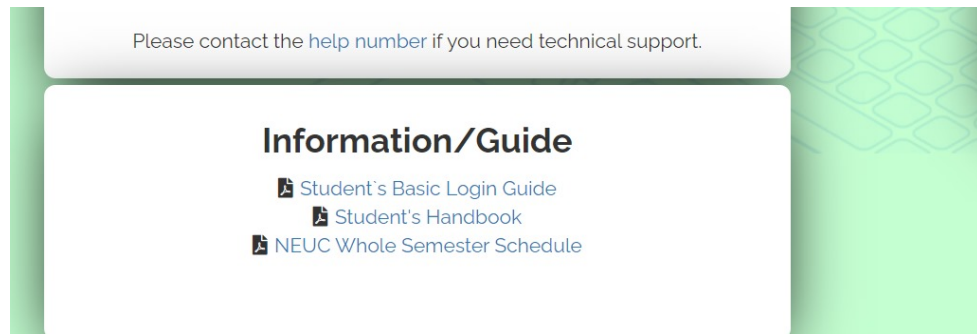 Please contact the help number if you need technical support.
Information/Guide
Student`s Basic Login Guide
Student's Handbook
NEUC Whole Semester Schedule